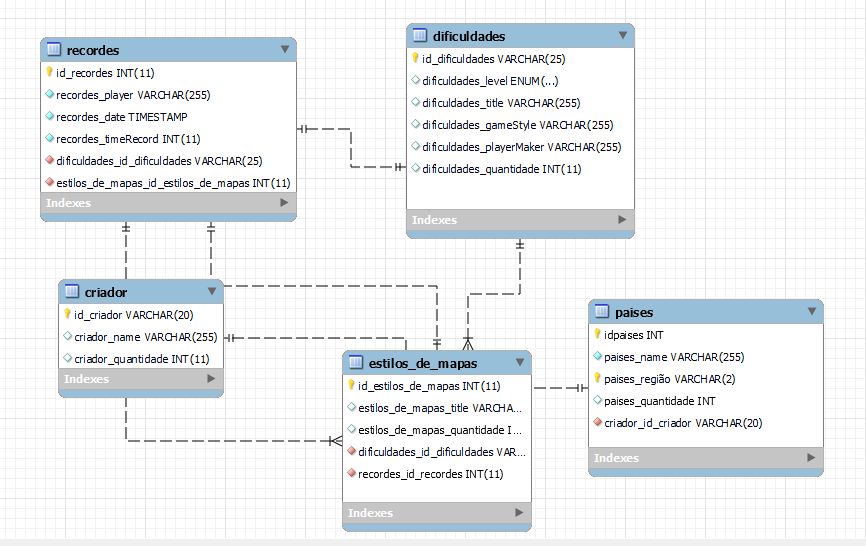 recordes
id_recordes INT(11)
recordes_player VARCHAR(255)
recordes_date TIMESTAMP
recordes_timeRecord INT(11)
dificuldades_id_dificuldades VARCHAR(25)
estilos_de_mapas_id_estilos_de_mapas INT(11)
Indexes
dificuldades
id_dificuldades VARCHAR(25)
dificuldades_level ENUM(...)
dificuldades_title VARCHAR(255)
dificuldades_gameStyle VARCHAR(255)
dificuldades_playerMaker VARCHAR(255)
dificuldades_quantidade INT(11)
Indexes
criador
id_criador VARCHAR(20)
criador_name VARCHAR(255)
criador_quantidade INT(11)
Indexes
estilos_de_mapas
id_estilos_de_mapas INT(11)
estilos_de_mapas_title VARCHA...
estilos_de_mapas_quantidade I...
dificuldades_id_dificuldades VAR...
recordes_id_recordes INT(11)
Indexes
paises
idpaises INT
paises_name VARCHAR(255)
paises_região VARCHAR(2)
paises_quantidade INT
criador_id_criador VARCHAR(20)
Indexes